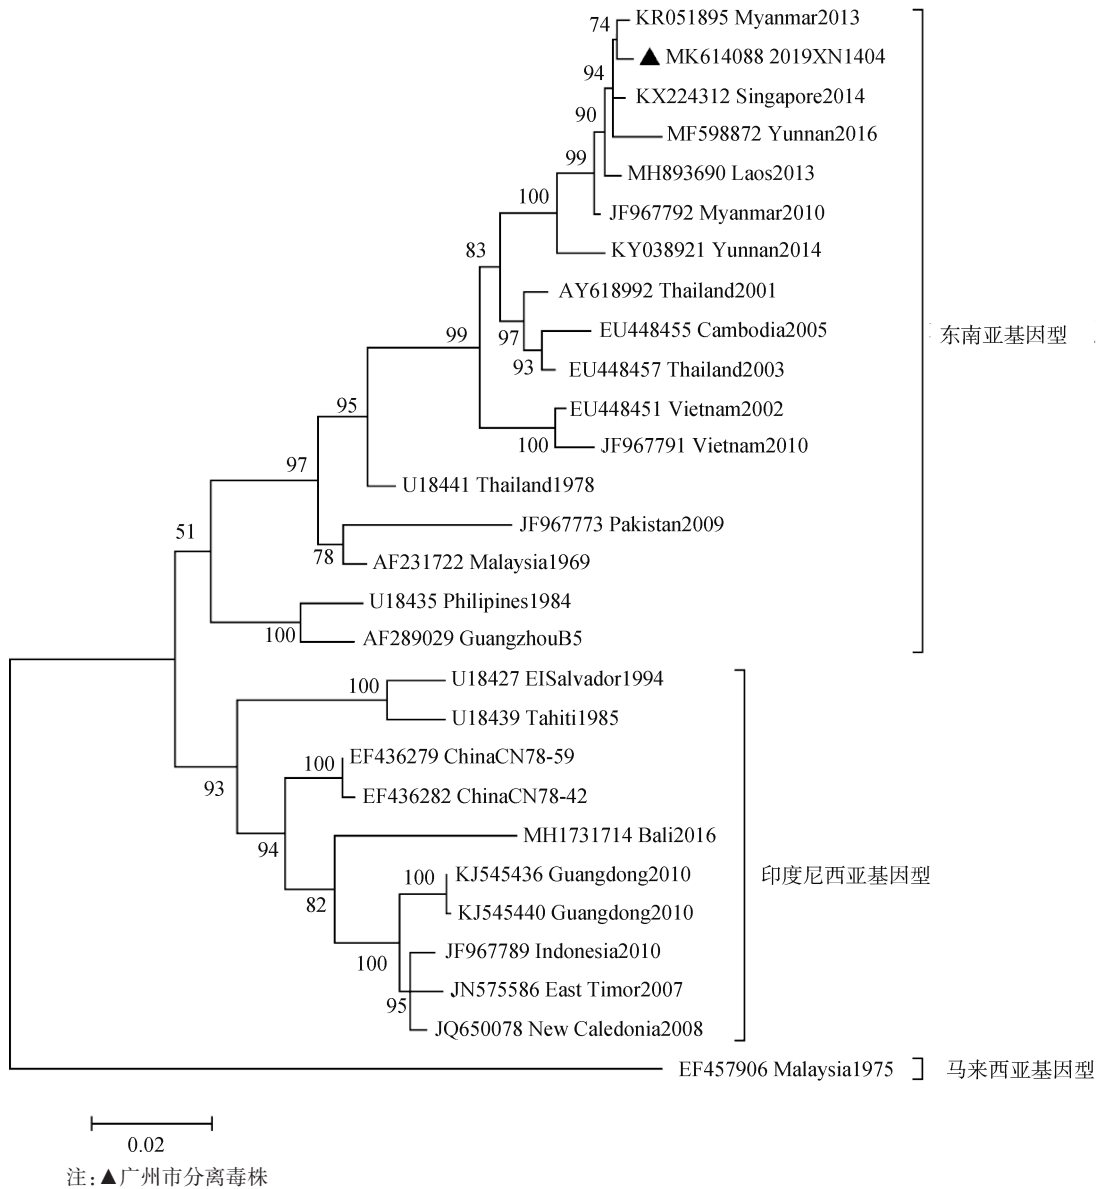 74
KR051895 Myanmar2013
▲ MK614088 2019XN1404
94
KX224312 Singapore2014
90
MF598872 Yunnan2016
99
MH893690 Laos2013
100
JF967792 Myanmar2010
83
KY038921 Yunnan2014
AY618992 Thailand2001
99
97
EU448455 Cambodia2005
东南亚基因型
93
EU448457 Thailand2003
95
EU448451 Vietnam2002
100
JF967791 Vietnam2010
97
U18441 Thailand1978
51
JF967773 Pakistan2009
78
AF231722 Malaysia1969
U18435 Philipines1984
100
AF289029 GuangzhouB5
100
U18427 EISalvador1994
U18439 Tahiti1985
93
100
EF436279 ChinaCN78-59
EF436282 ChinaCN78-42
94
MH1731714 Bali2016
82
100
KJ545436 Guangdong2010
印度尼西亚基因型
KJ545440 Guangdong2010
100
JF967789 Indonesia2010
95
JN575586 East Timor2007
JQ650078 New Caledonia2008
EF457906 Malaysia1975
马来西亚基因型
0.02
注:▲广州市分离毒株